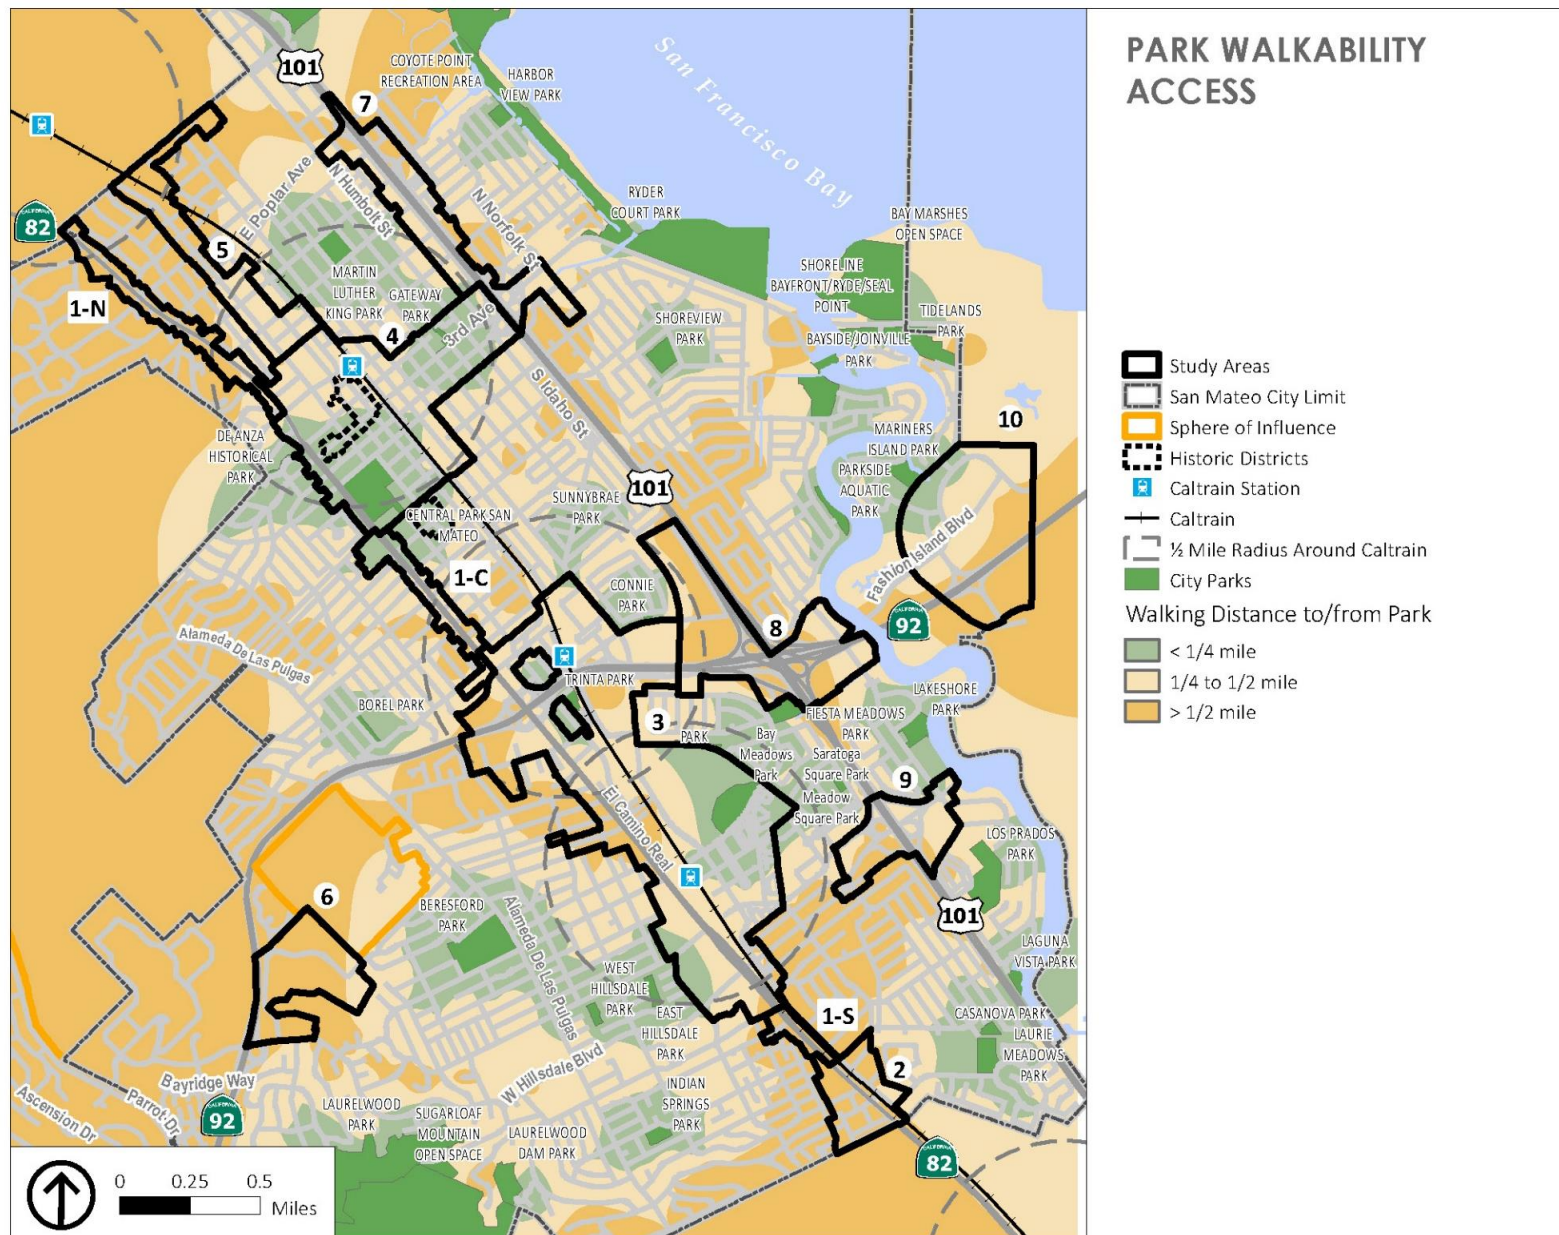 PARK WALKABILITY
ACCESS
San Francisco Bay
101
COYOTE POINT
RECREATION AREA
HARBOR
VIEW PARK
7
82
E Poplar Ave
N Humbolt St
N Norfolk St
RYDER
COURT PARK
BAY MARSHES
OPEN SPACE
5
1-N
MARTIN
LUTHER
KING PARK
GATEWAY
PARK
4
3rd Ave
SHORELINE
BAYFRONT/RYDE/SEAL
POINT
TIDELANDS
PARK
SHOREVIEW
PARK
BAYSIDE/JOINVILLE
PARK
S Idaho St
DE ANZA
HISTORICAL
PARK
MARINERS
ISLAND PARK
10
PARKSIDE
AQUATIC
PARK
101
SUNNYBRAE
PARK
CENTRAL PARK SAN
MATEO
Fashion Island Blvd
1-C
CONNIE
PARK
8
92
Alameda De Las Pulgas
TRINTA PARK
BOREL PARK
LAKESHORE
PARK
3
PARK
FIESTA MEADOWS
PARK
Bay
Meadows
Park
Saratoga
Square Park
Meadow
Square Park
9
El Camino Real
LOS PRADOS
PARK
6
BERESFORD
PARK
Alameda De Las Pulgas
101
LAGUNA
VISTA PARK
WEST
HILLSDALE
PARK
EAST
HILLSDALE
PARK
1-S
CASANOVA PARK
LAURIE
MEADOWS
PARK
2
W Hillsdale Blvd
Bayridge Way
Ascension Dr
Parrot Dr
92
LAURELWOOD
PARK
SUGARLOAF
MOUNTAIN
OPEN SPACE
LAURELWOOD
DAM PARK
INDIAN
SPRINGS
PARK
82
0 0.25 0.5
Miles
Study Areas
San Mateo City Limit
Sphere of Influence
Historic Districts
Caltrain Station
Caltrain
½ Mile Radius Around Caltrain
City Parks
Walking Distance to/from Park
< 1/4 mile
1/4 to 1/2 mile
> 1/2 mile